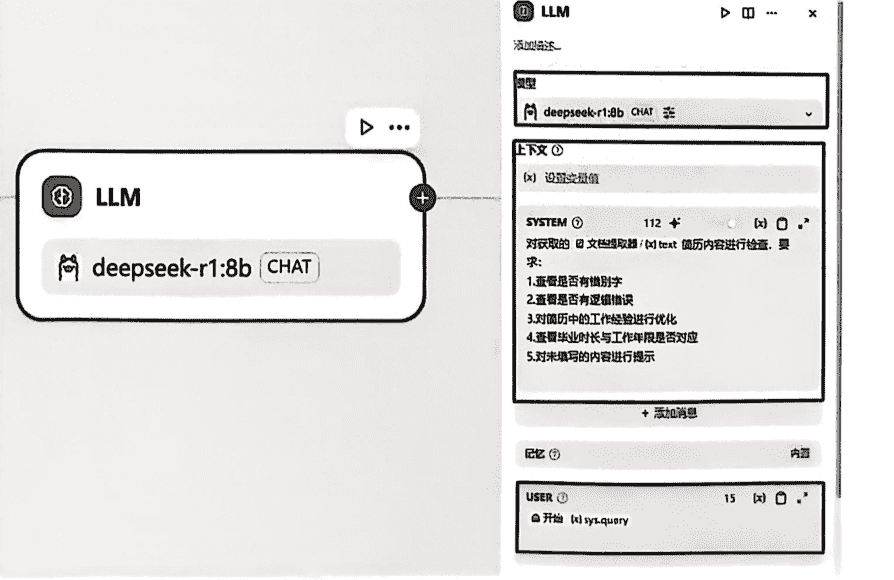 LLM
deepseek-r1:8b CHAT
LLM
添加描述...
模型
deepseek-r1:8b CHAT
上下文
(x) 设置变量值
SYSTEM 112 (x)
对获取的 文档提取器 / (x) text 简历内容进行检查，要
求：
1.查看是否有错别字
2.查看是否有逻辑错误
3.对简历中的工作经验进行优化
4.查看毕业时长与工作年限是否对应
5.对未填写的内容进行提示
+ 添加消息
记忆 内置
USER 15 (x)
开始 (x) sys.query